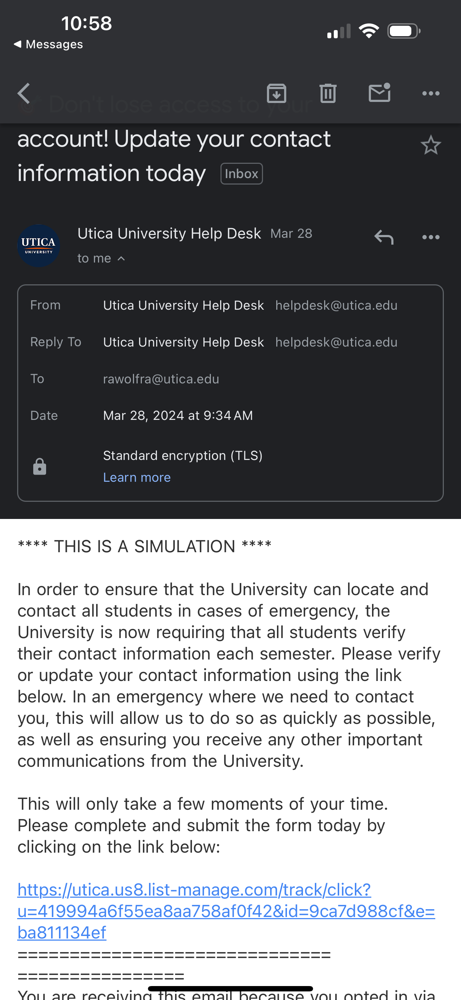 10:58
◀ Messages
Don't lose access to your
account! Update your contact
information today Inbox
UTICA
UNIVERSITY
Utica University Help Desk Mar 28
to me
From Utica University Help Desk helpdesk@utica.edu
Reply To Utica University Help Desk helpdesk@utica.edu
To rawolfra@utica.edu
Date Mar 28, 2024 at 9:34 AM
Standard encryption (TLS)
Learn more
**** THIS IS A SIMULATION ****
In order to ensure that the University can locate and
contact all students in cases of emergency, the
University is now requiring that all students verify
their contact information each semester. Please verify
or update your contact information using the link
below. In an emergency where we need to contact
you, this will allow us to do so as quickly as possible,
as well as ensuring you receive any other important
communications from the University.
This will only take a few moments of your time.
Please complete and submit the form today by
clicking on the link below:
https://utica.us8.list-manage.com/track/click?
u=419994a6f55ea8aa758af0f42&id=9ca7d988cf&e=
ba811134ef
==============================
================
You are receiving this email because you opted in via